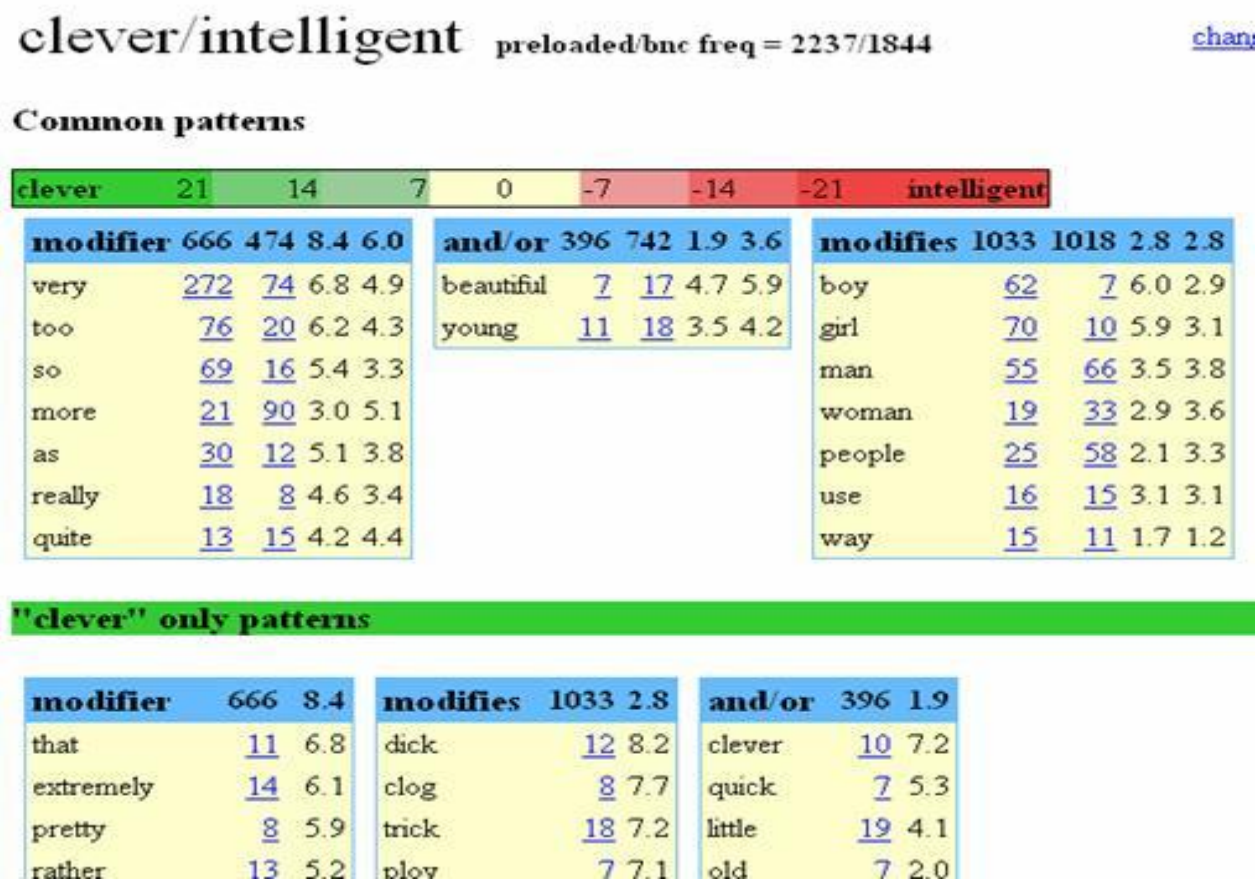 clever/intelligent preloaded/bnc freq = 2237/1844
Common patterns
clever 21 14 7 0 -7 -14 -21 intelligent
modifier 666 474 8.4 6.0 and/or 396 742 1.9 3.6 modifies 1033 1018 2.8 2.8
very 272 74 6.8 4.9 beautiful 7 17 4.7 5.9 boy 62 7 6.0 2.9
too 76 20 6.2 4.3 young 11 18 3.5 4.2 girl 70 10 5.9 3.1
so 69 16 5.4 3.3 man 55 66 3.5 3.8
more 21 90 3.0 5.1 woman 19 33 2.9 3.6
as 30 12 5.1 3.8 people 25 58 2.1 3.3
really 18 8 4.6 3.4 use 16 15 3.1 3.1
quite 13 15 4.2 4.4 way 15 11 1.7 1.2
"clever" only patterns
modifier 666 8.4 modifies 1033 2.8 and/or 396 1.9
that 11 6.8 dick 12 8.2 clever 10 7.2
extremely 14 6.1 clog 8 7.7 quick 7 5.3
pretty 8 5.9 trick 18 7.2 little 19 4.1
rather 13 5.2 ploy 7 7.1 old 7 2.0